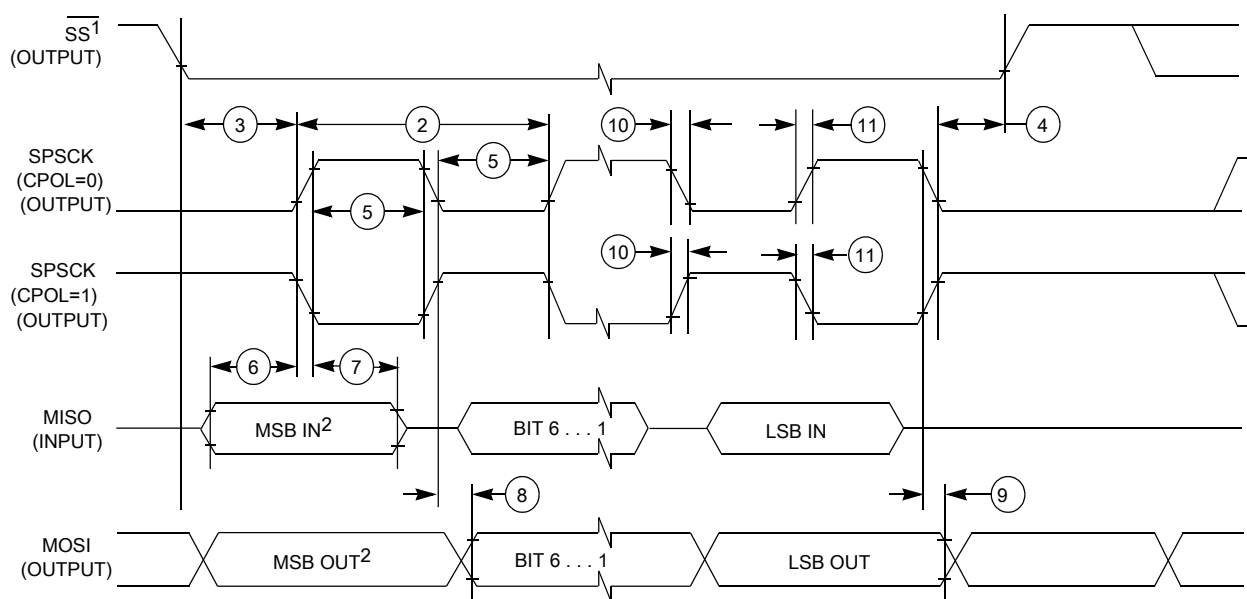 SS¹
(OUTPUT)
3
2
10
11
4
SPSCK
(CPOL=0)
(OUTPUT)
5
5
10
11
SPSCK
(CPOL=1)
(OUTPUT)
6
7
MISO
(INPUT)
MSB IN²
BIT 6 . . . 1
LSB IN
8
9
MOSI
(OUTPUT)
MSB OUT²
BIT 6 . . . 1
LSB OUT